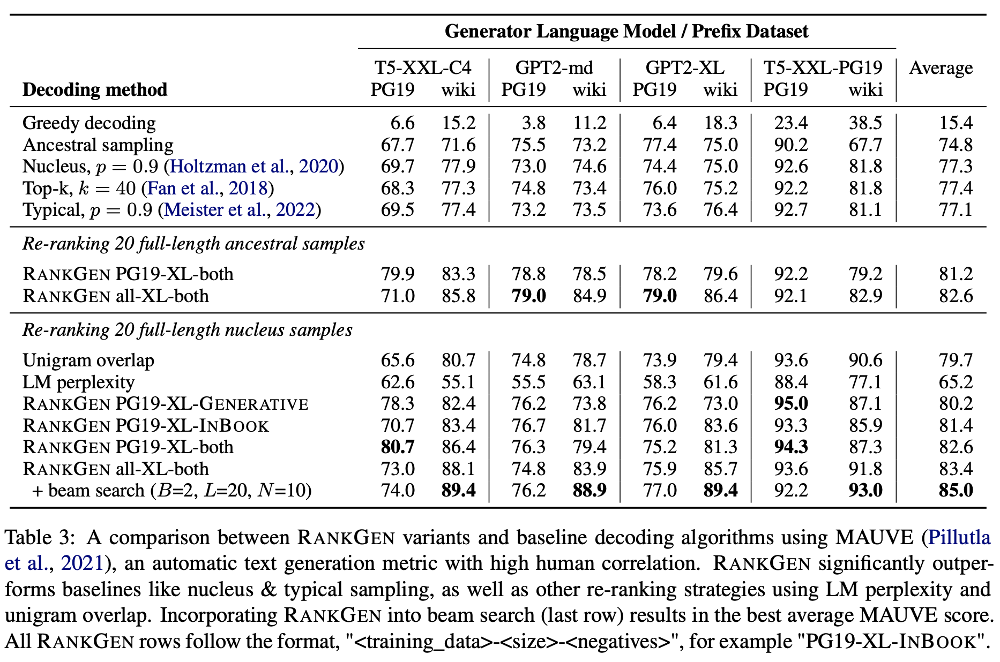 Generator Language Model / Prefix Dataset
T5-XXL-C4 GPT2-md GPT2-XL T5-XXL-PG19 Average
Decoding method PG19 wiki PG19 wiki PG19 wiki PG19 wiki
Greedy decoding 6.6 15.2 3.8 11.2 6.4 18.3 23.4 38.5 15.4
Ancestral sampling 67.7 71.6 75.5 73.2 77.4 75.0 90.2 67.7 74.8
Nucleus, p = 0.9 (Holtzman et al., 2020) 69.7 77.9 73.0 74.6 74.4 75.0 92.6 81.8 77.3
Top-k, k = 40 (Fan et al., 2018) 68.3 77.3 74.8 73.4 76.0 75.2 92.2 81.8 77.4
Typical, p = 0.9 (Meister et al., 2022) 69.5 77.4 73.2 73.5 73.6 76.4 92.7 81.1 77.1
Re-ranking 20 full-length ancestral samples
RANKGEN PG19-XL-both 79.9 83.3 78.8 78.5 78.2 79.6 92.2 79.2 81.2
RANKGEN all-XL-both 71.0 85.8 79.0 84.9 79.0 86.4 92.1 82.9 82.6
Re-ranking 20 full-length nucleus samples
Unigram overlap 65.6 80.7 74.8 78.7 73.9 79.4 93.6 90.6 79.7
LM perplexity 62.6 55.1 55.5 63.1 58.3 61.6 88.4 77.1 65.2
RANKGEN PG19-XL-GENERATIVE 78.3 82.4 76.2 73.8 76.2 73.0 95.0 87.1 80.2
RANKGEN PG19-XL-INBOOK 70.7 83.4 76.7 81.7 76.0 83.6 93.3 85.9 81.4
RANKGEN PG19-XL-both 80.7 86.4 76.3 79.4 75.2 81.3 94.3 87.3 82.6
RANKGEN all-XL-both 73.0 88.1 74.8 83.9 75.9 85.7 93.6 91.8 83.4
+ beam search (B=2, L=20, N=10) 74.0 89.4 76.2 88.9 77.0 89.4 92.2 93.0 85.0
Table 3: A comparison between RANKGEN variants and baseline decoding algorithms using MAUVE (Pillutla
et al., 2021), an automatic text generation metric with high human correlation. RANKGEN significantly outper-
forms baselines like nucleus & typical sampling, as well as other re-ranking strategies using LM perplexity and
unigram overlap. Incorporating RANKGEN into beam search (last row) results in the best average MAUVE score.
All RANKGEN rows follow the format, "<training_data>-<size>-<negatives>", for example "PG19-XL-INBOOK".